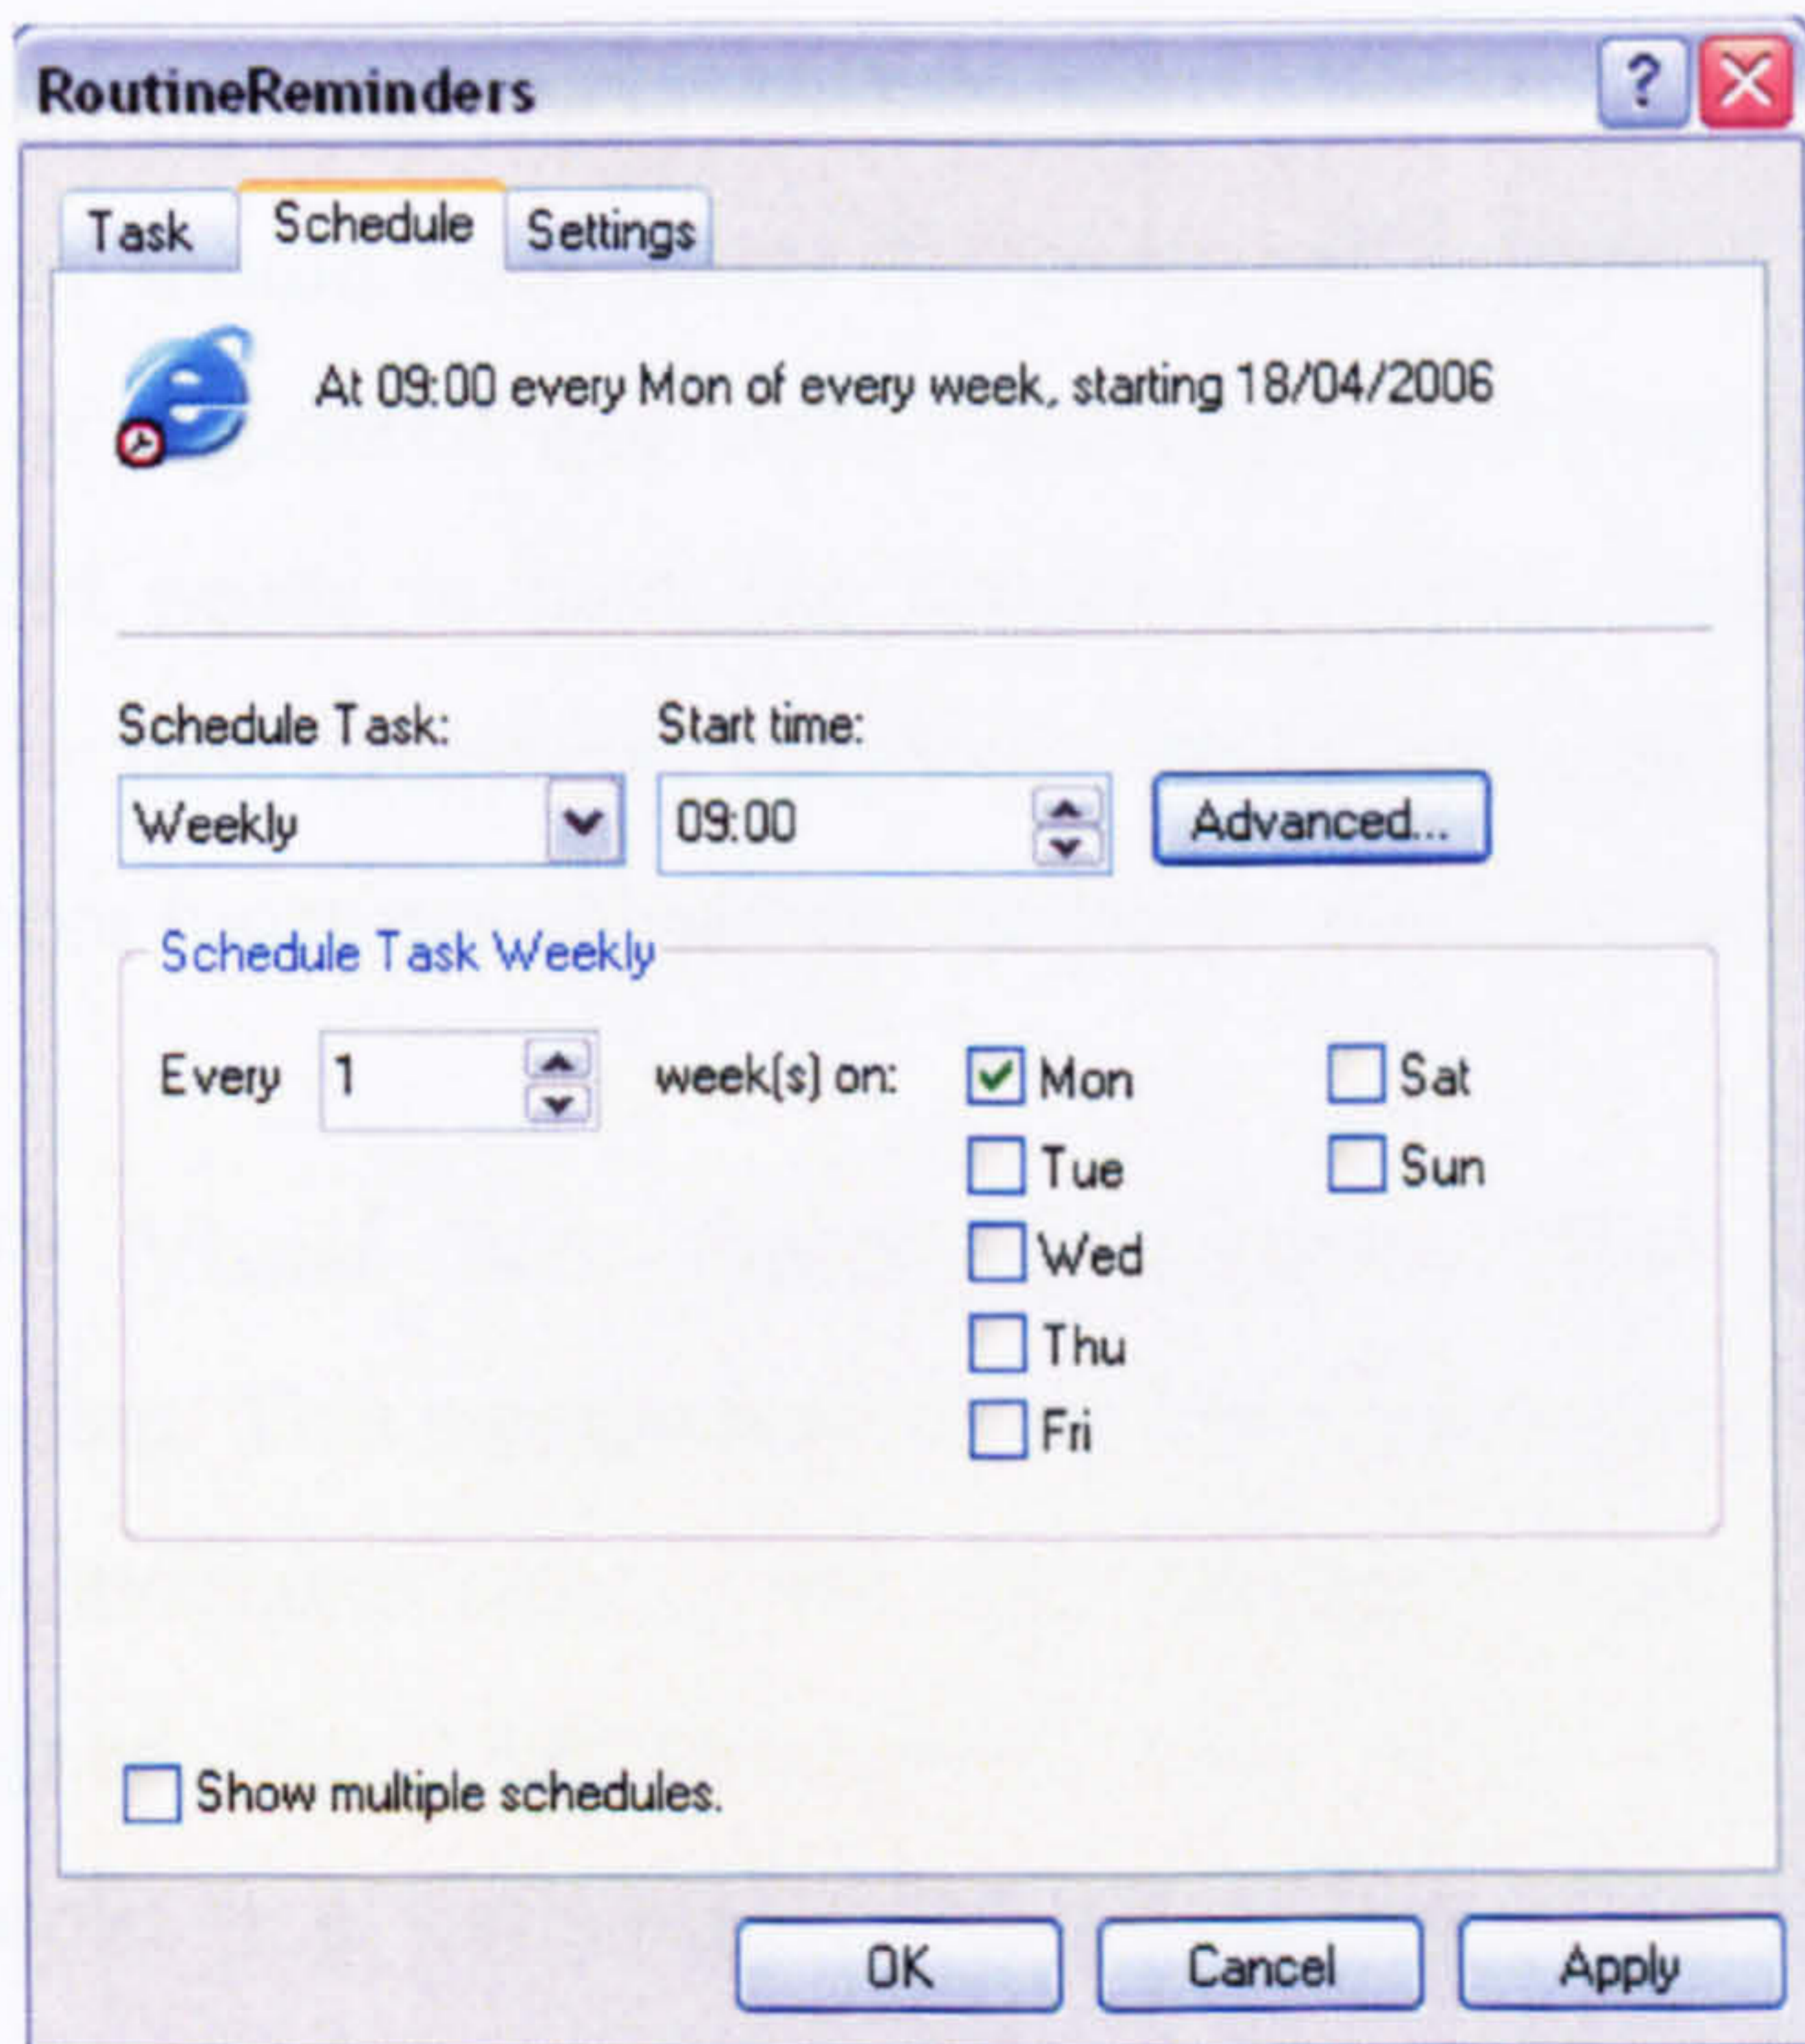 RoutineReminders
Task Schedule Settings
At 09:00 every Mon of every week, starting 18/04/2006
Schedule Task: Start time:
Weekly 09:00 Advanced...
Schedule Task Weekly
Every 1 week(s) on: Mon Sat
Tue Sun
Wed
Thu
Fri
Show multiple schedules.
OK Cancel Apply